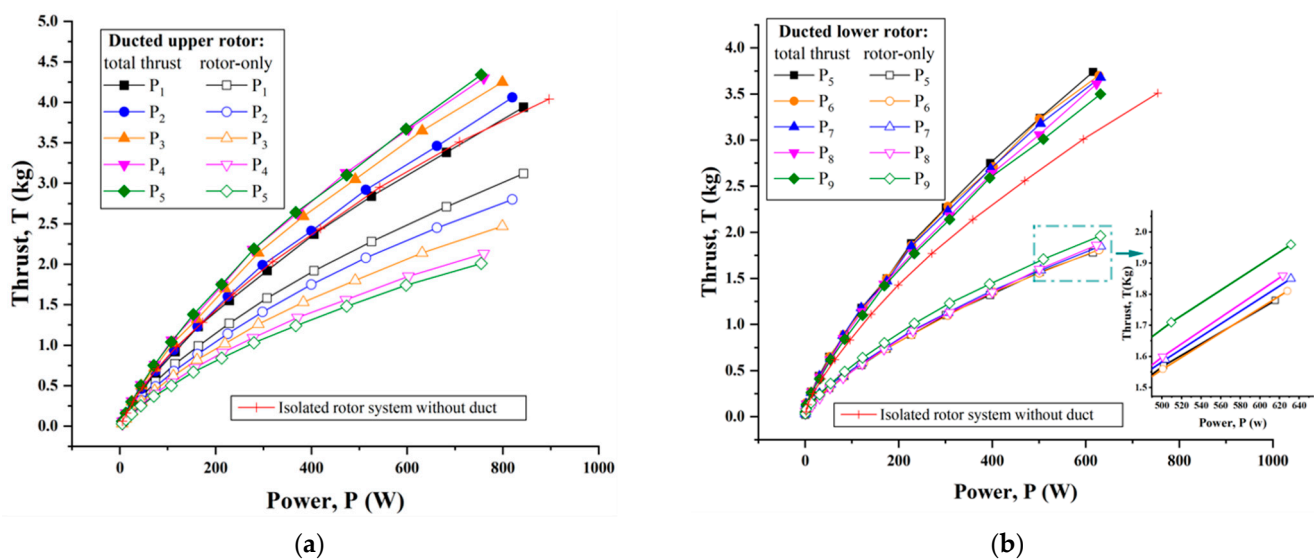 Ducted upper rotor:
total thrust rotor-only
P1 P1
P2 P2
P3 P3
P4 P4
P5 P5
Isolated rotor system without duct
5.0
4.5
4.0
3.5
3.0
2.5
2.0
1.5
1.0
0.5
0.0
Thrust, T (kg)
0 200 400 600 800 1000
Power, P (W)
(a)
Ducted lower rotor:
total thrust rotor-only
P5 P5
P6 P6
P7 P7
P8 P8
P9 P9
Isolated rotor system without duct
4.0
3.5
3.0
2.5
2.0
1.5
1.0
0.5
0.0
Thrust, T (kg)
0 200 400 600 800 1000
Power, P (W)
2.0
1.9
1.8
1.7
1.6
1.5
Thrust, T(Kg)
500 520 540 560 580 600 620 640
Power, P (w)
(b)